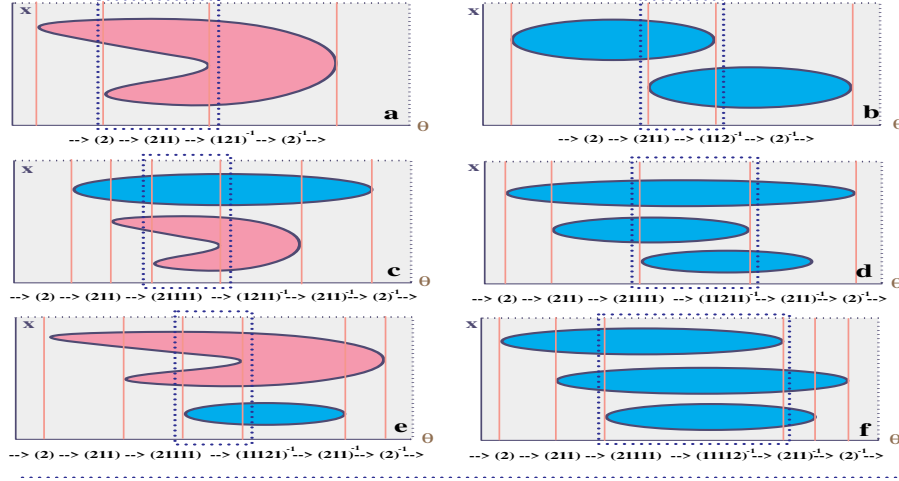 x x
a b
Θ Θ
--> (2) --> (211) --> (121)⁻¹ --> (2)⁻¹-->
--> (2) --> (211) --> (112)⁻¹ --> (2)⁻¹-->
x x
c d
Θ Θ
--> (2) --> (211) --> (21111) --> (1211)⁻¹--> (211)⁻¹--> (2)⁻¹-->
--> (2) --> (211) --> (21111) --> (11211)⁻¹--> (211)⁻¹--> (2)⁻¹-->
x x
e f
Θ Θ
--> (2) --> (211) --> (21111) --> (11121)⁻¹--> (211)⁻¹--> (2)⁻¹-->
--> (2) --> (211) --> (21111) --> (11112)⁻¹-->(211)⁻¹--> (2)⁻¹-->